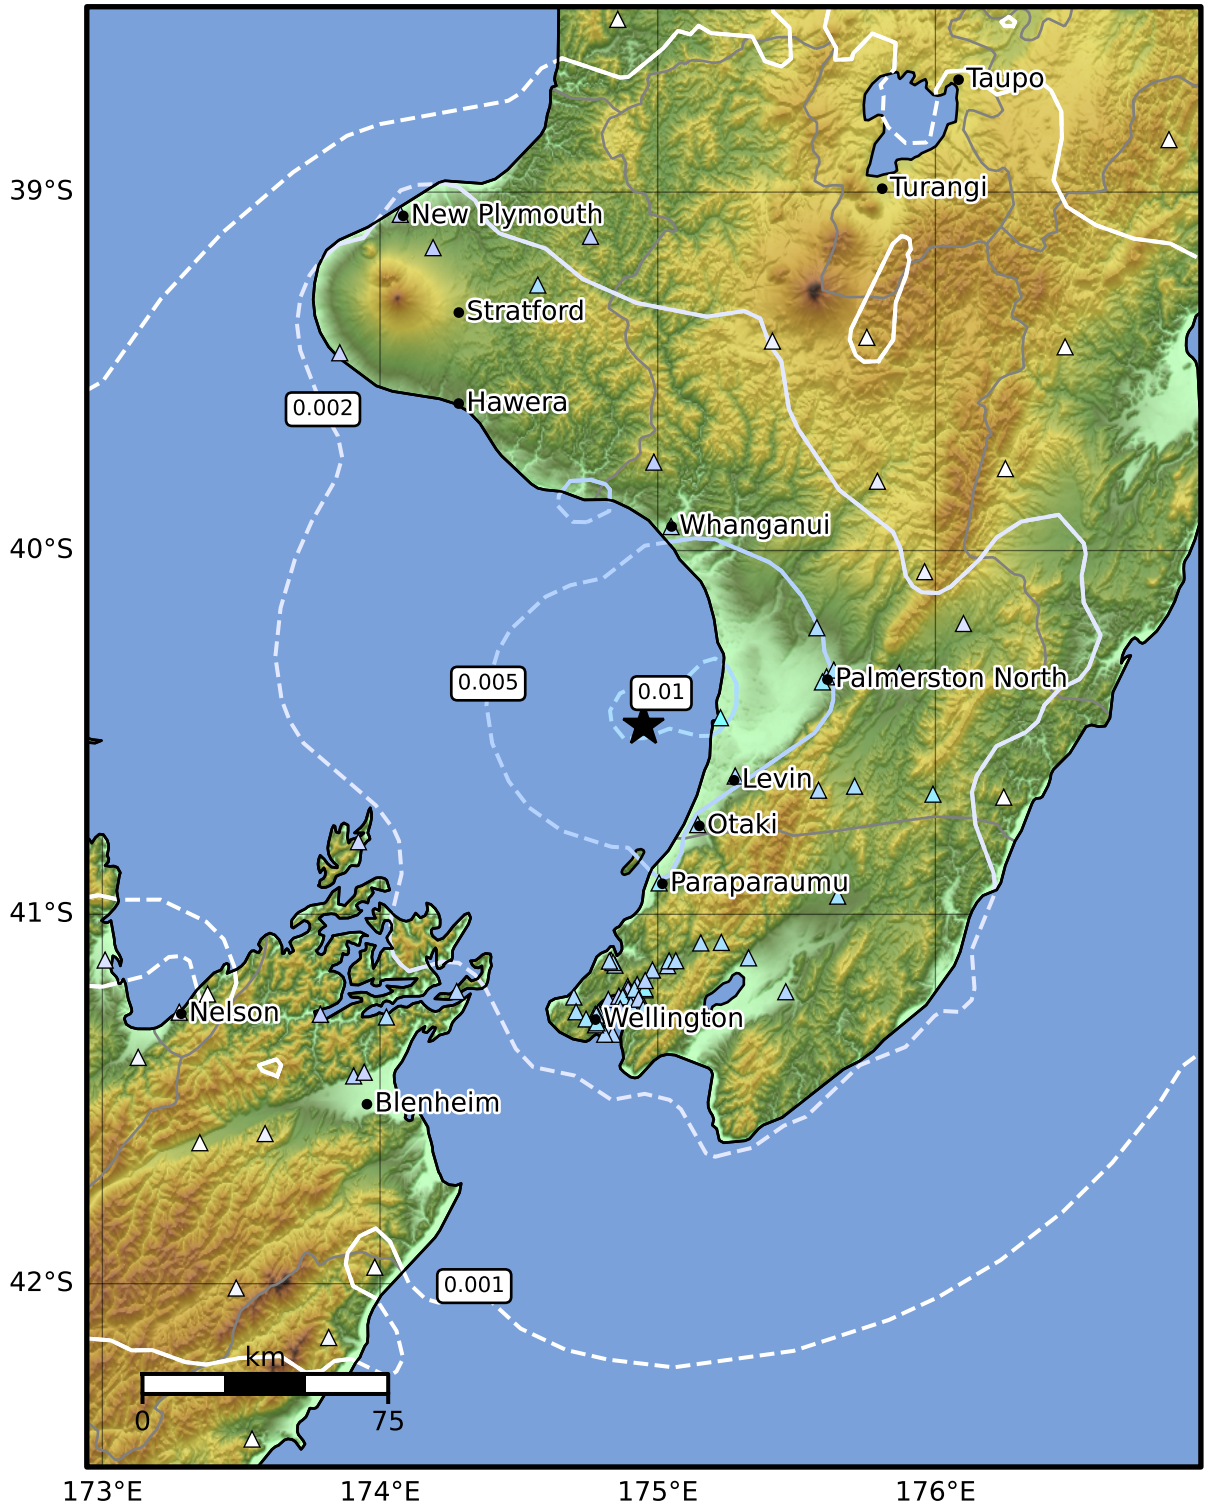 Taupo
39°S
Turangi
New Plymouth
Stratford
Hawera
0.002
Whanganui
40°S
Palmerston North
0.005
0.01
Levin
Otaki
Paraparaumu
41°S
Nelson
Wellington
Blenheim
42°S
0.001
km
0 75
173°E 174°E 175°E 176°E